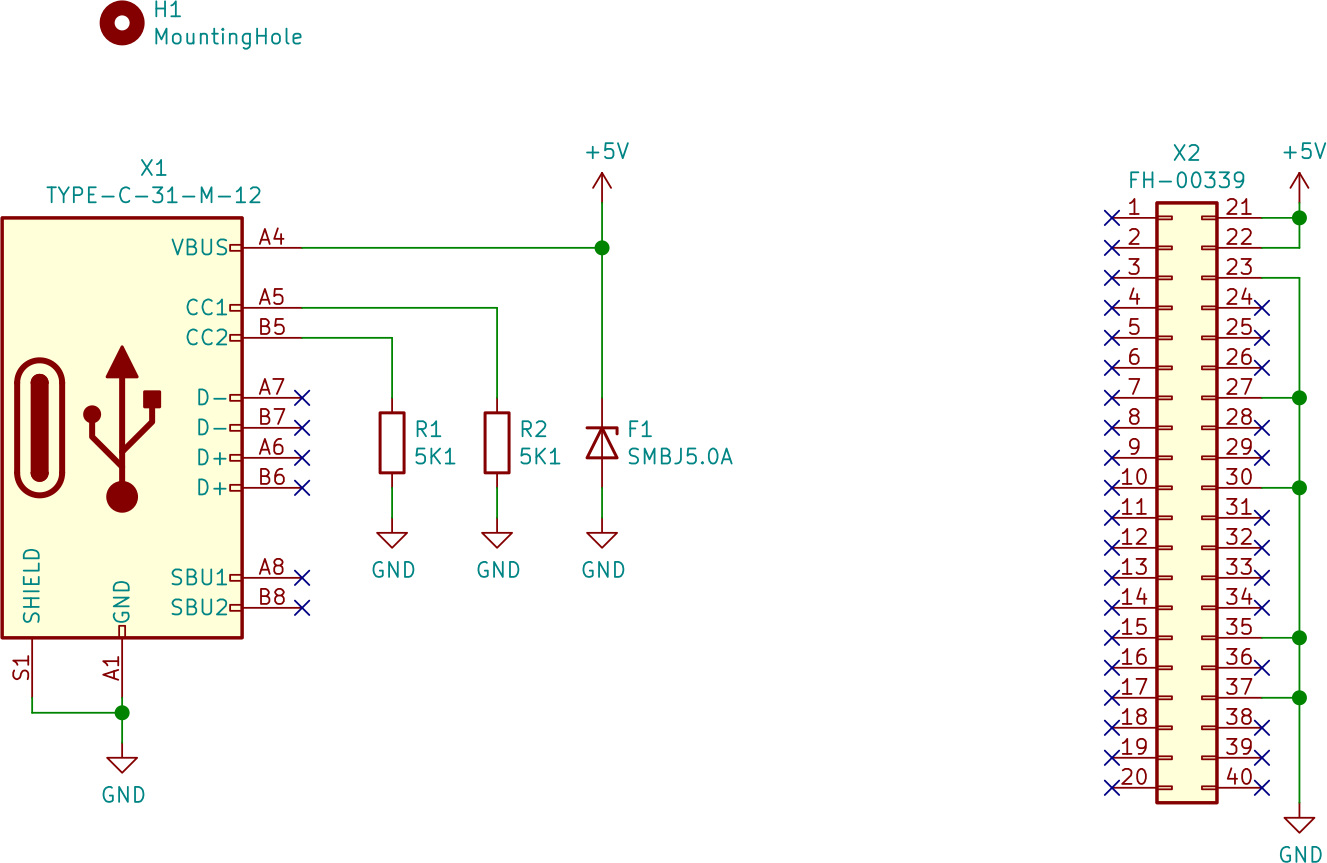 H1
MountingHole
X1
TYPE-C-31-M-12
VBUS A4
CC1 A5
CC2 B5
D- A7
D- B7
D+ A6
D+ B6
SBU1 A8
SBU2 B8
SHIELD
GND
S1
A1
GND
+5V
R1
5K1
R2
5K1
F1
SMBJ5.0A
GND
GND
GND
X2
FH-00339
+5V
1 21
2 22
3 23
4 24
5 25
6 26
7 27
8 28
9 29
10 30
11 31
12 32
13 33
14 34
15 35
16 36
17 37
18 38
19 39
20 40
GND